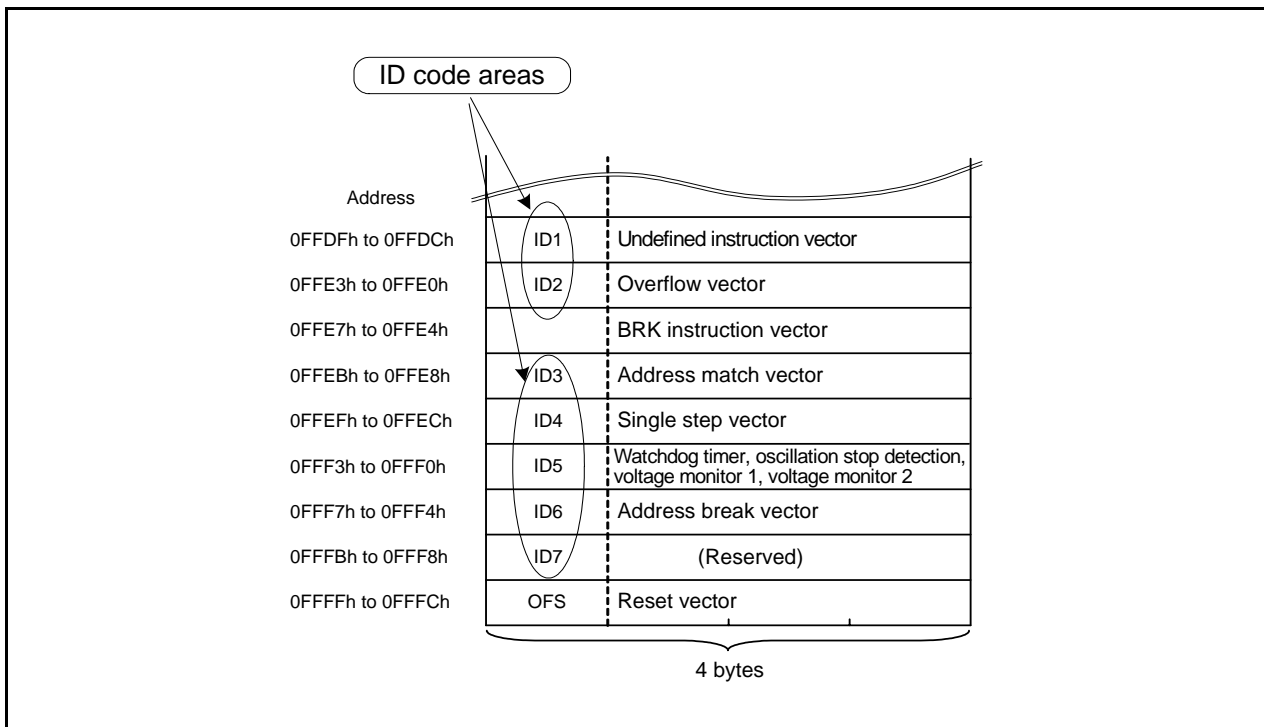 ID code areas
Address
0FFDFh to 0FFDCh ID1 Undefined instruction vector
0FFE3h to 0FFE0h ID2 Overflow vector
0FFE7h to 0FFE4h BRK instruction vector
0FFEBh to 0FFE8h ID3 Address match vector
0FFEFh to 0FFECh ID4 Single step vector
0FFF3h to 0FFF0h ID5 Watchdog timer, oscillation stop detection,
voltage monitor 1, voltage monitor 2
0FFF7h to 0FFF4h ID6 Address break vector
0FFFBh to 0FFF8h ID7 (Reserved)
0FFFFh to 0FFFCh OFS Reset vector
4 bytes